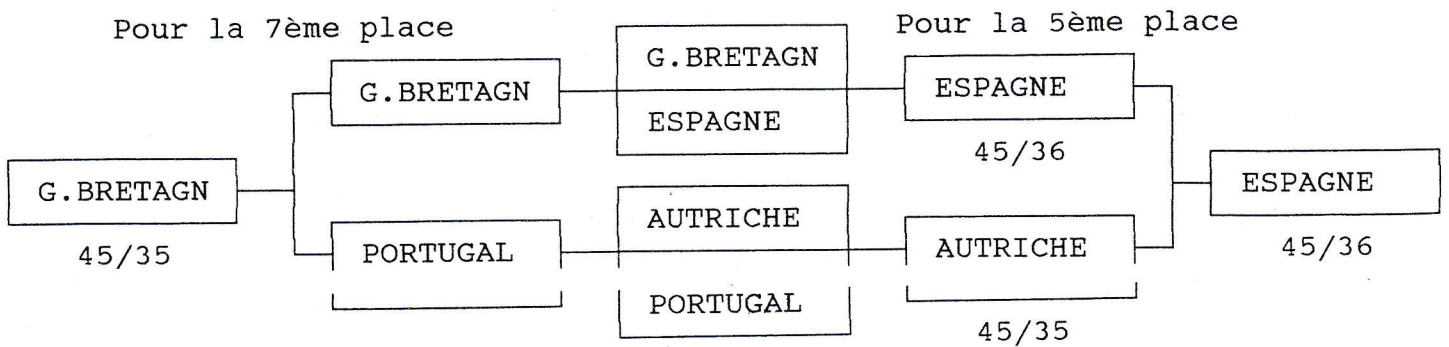 Pour la 7ème place
Pour la 5ème place
G.BRETAGN
G.BRETAGN
ESPAGNE
ESPAGNE
45/36
G.BRETAGN
45/35
ESPAGNE
45/36
PORTUGAL
AUTRICHE
PORTUGAL
AUTRICHE
45/35